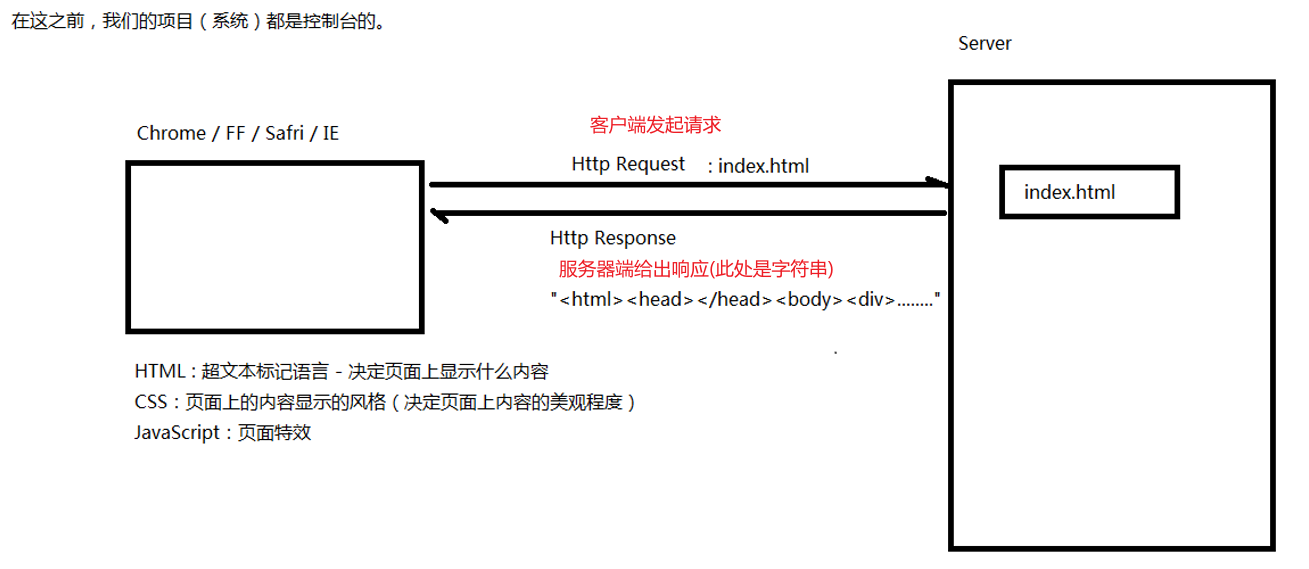 在这之前，我们的项目（系统）都是控制台的。
Server
Chrome / FF / Safri / IE
客户端发起请求
Http Request : index.html
index.html
Http Response
服务器端给出响应(此处是字符串)
"<html><head></head><body><div>........"
HTML : 超文本标记语言 - 决定页面上显示什么内容
CSS：页面上的内容显示的风格（决定页面上内容的美观程度）
JavaScript：页面特效